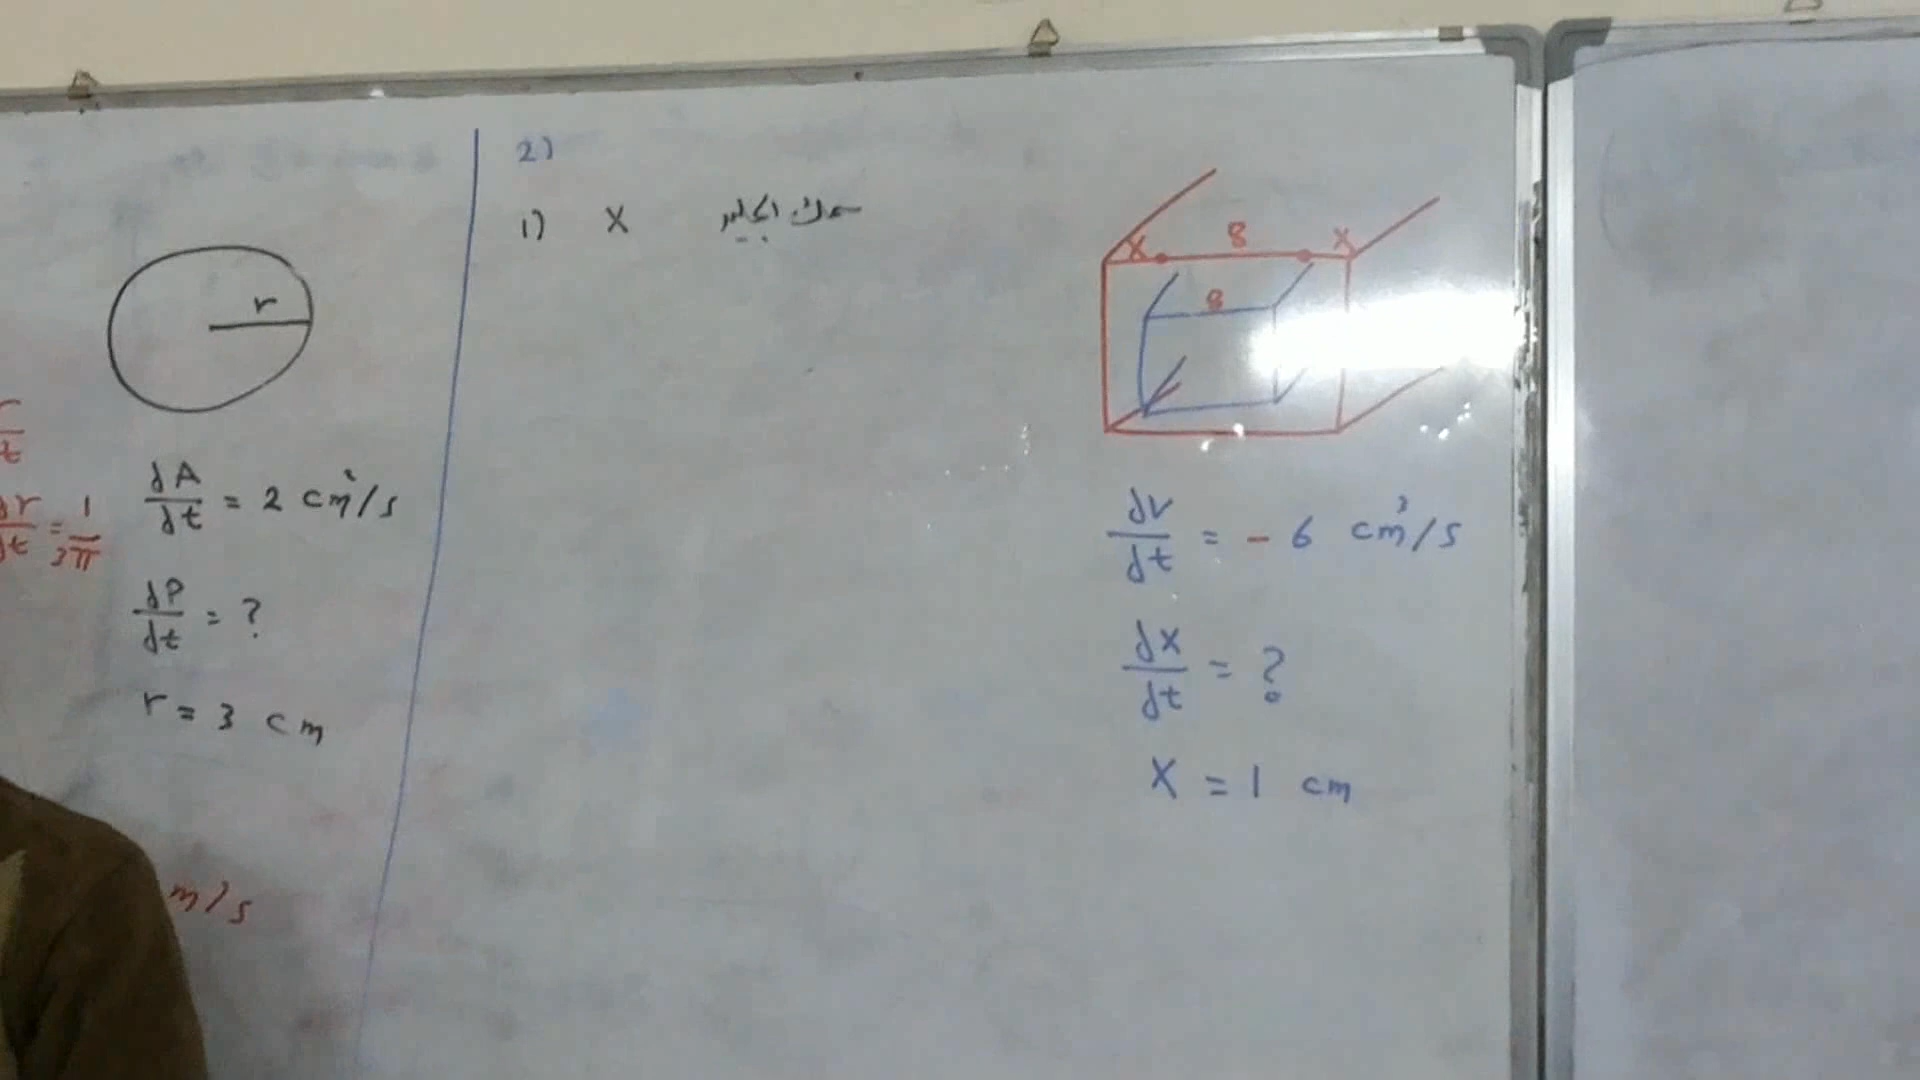 r
dA/dt = 2 cm²/s
dr/dt = 1/3π
dP/dt = ?
r = 3 cm
m/s
2)
1) X سمك الجليد
X 8 X
8
dv/dt = - 6 cm³/s
dx/dt = ?
X = 1 cm